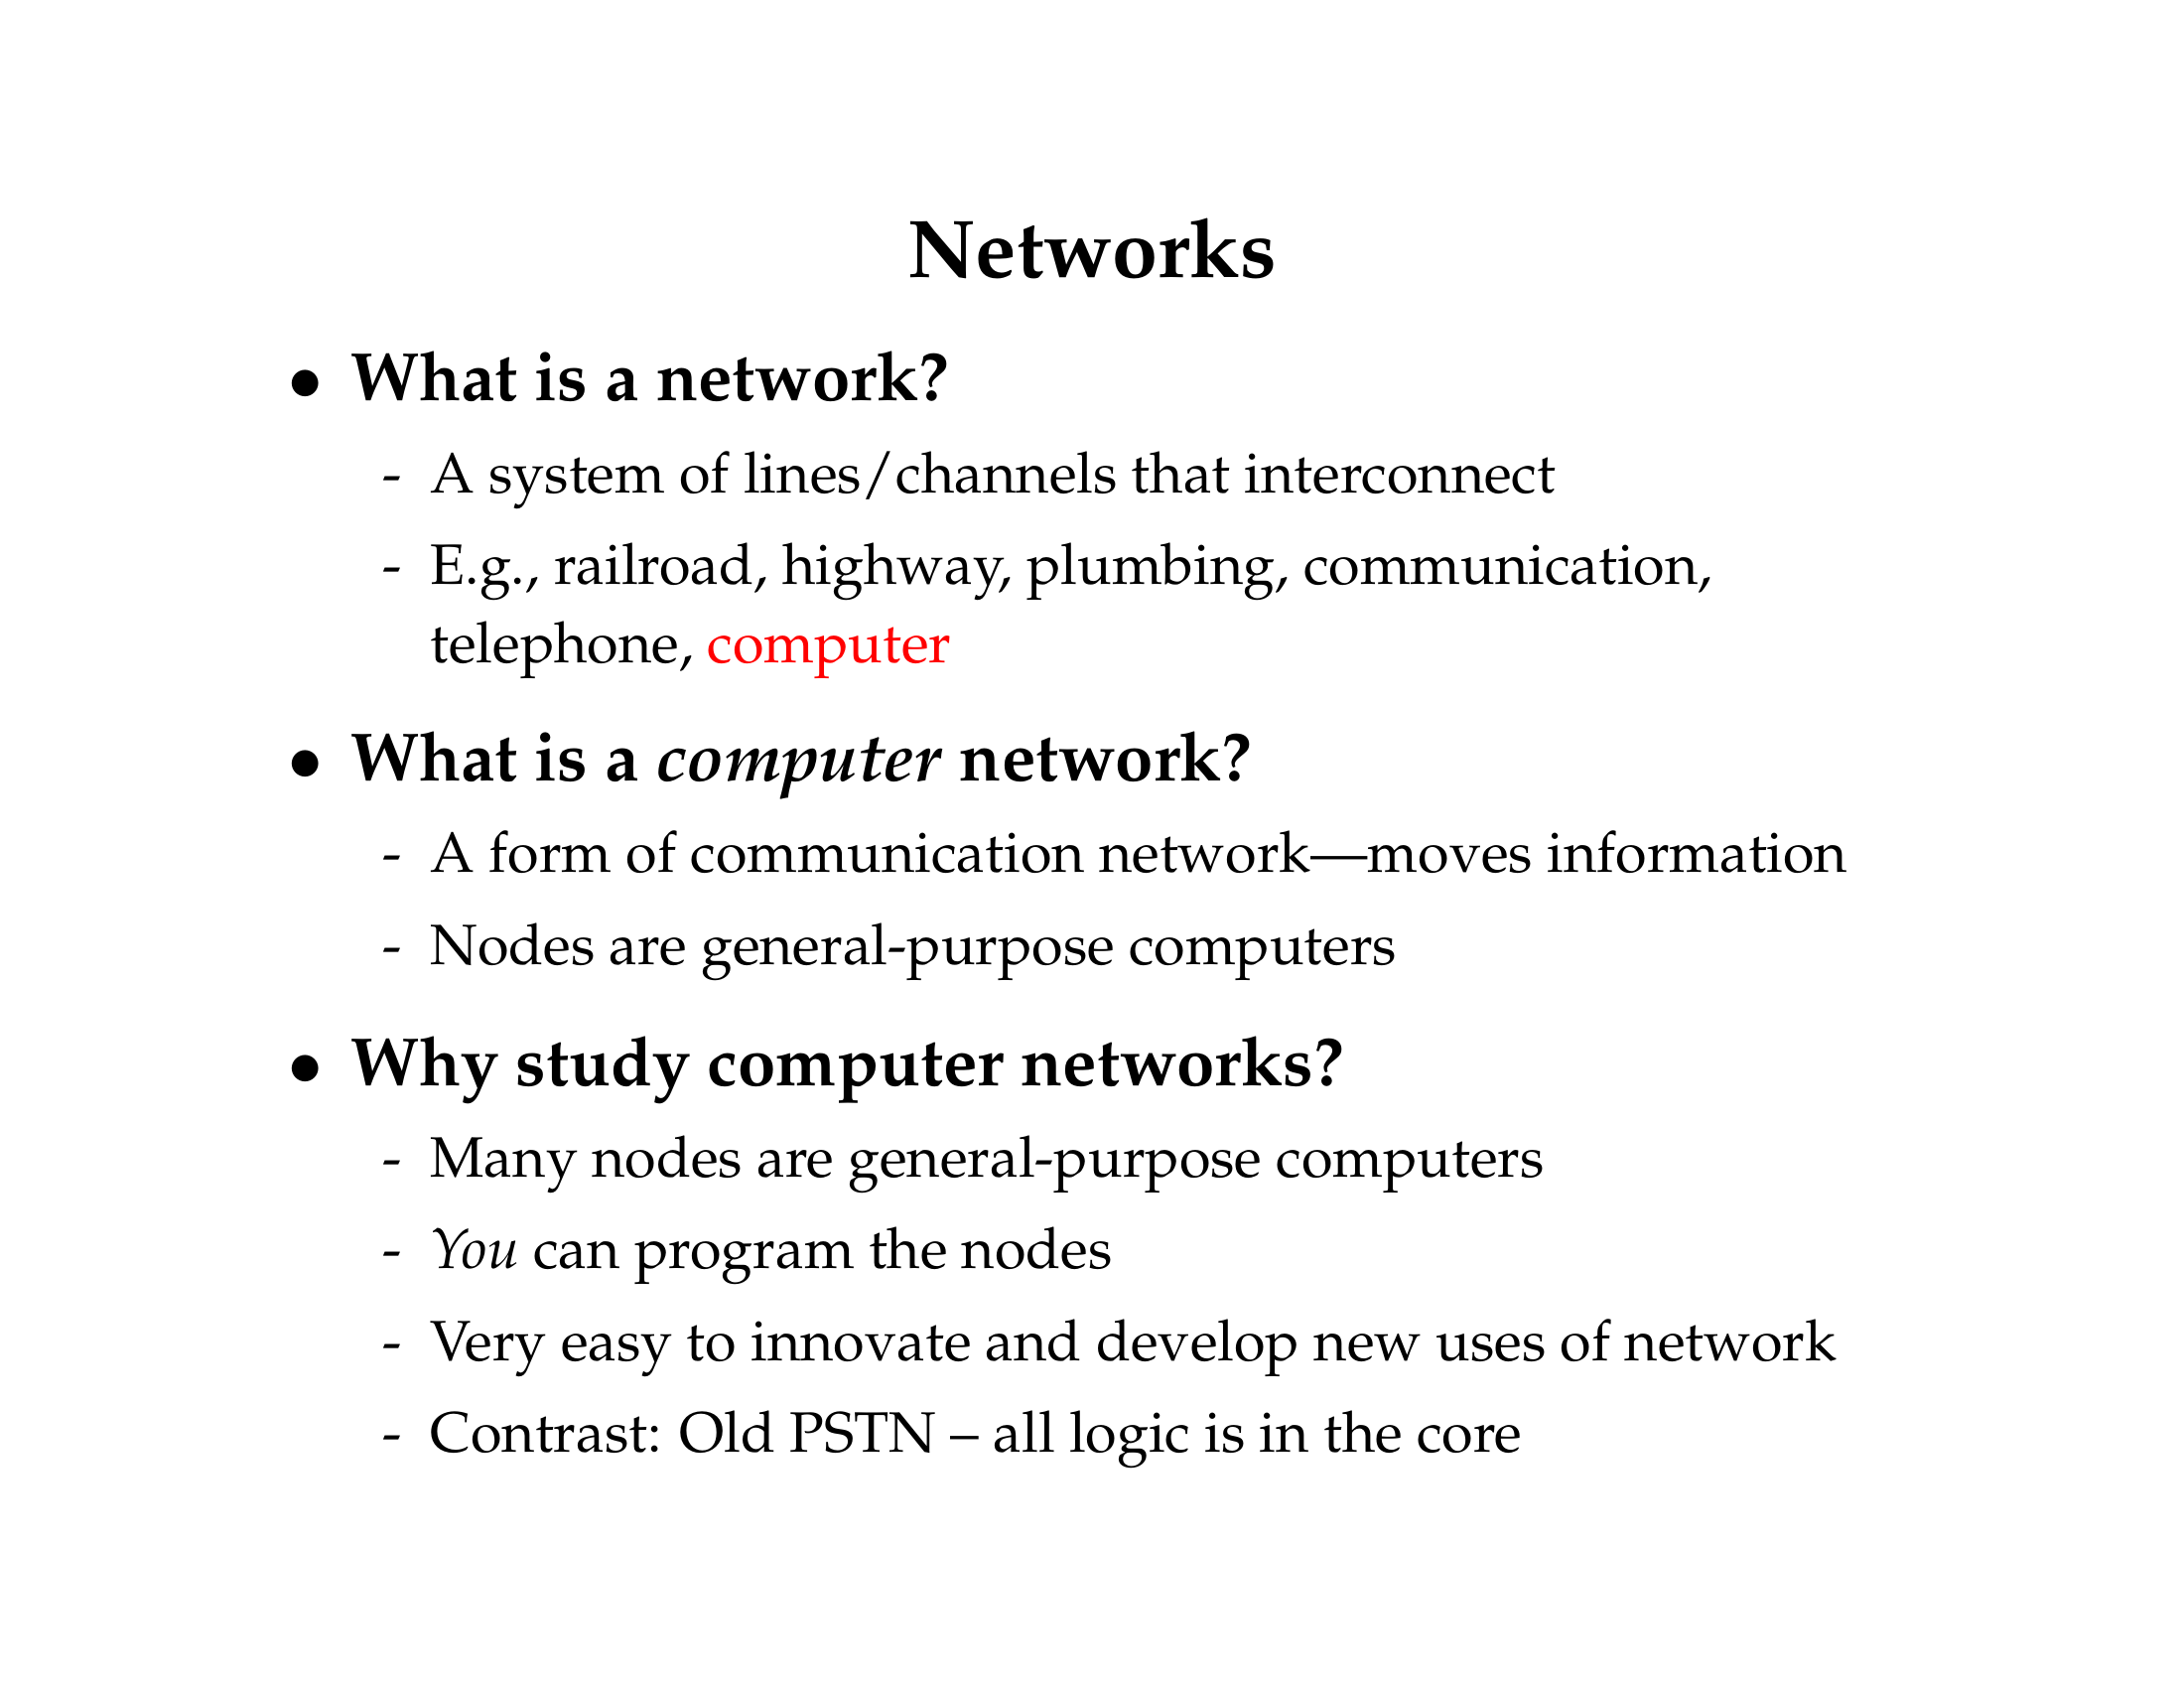 Networks
• What is a network?
- A system of lines/channels that interconnect
- E.g., railroad, highway, plumbing, communication,
telephone, computer
• What is a computer network?
- A form of communication network—moves information
- Nodes are general-purpose computers
• Why study computer networks?
- Many nodes are general-purpose computers
- You can program the nodes
- Very easy to innovate and develop new uses of network
- Contrast: Old PSTN – all logic is in the core